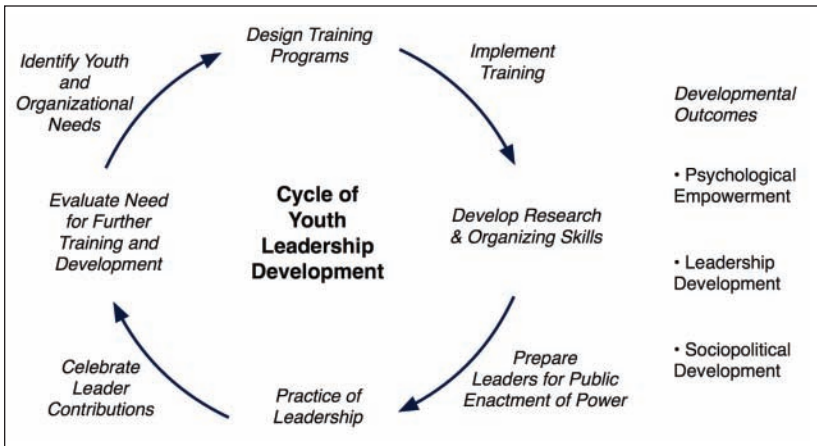 Design Training
Programs
Implement
Training
Develop Research
& Organizing Skills
Prepare
Leaders for Public
Enactment of Power
Practice of
Leadership
Celebrate
Leader
Contributions
Evaluate Need
for Further
Training and
Development
Identify Youth
and
Organizational
Needs
Cycle of
Youth
Leadership
Development
Developmental
Outcomes
• Psychological
Empowerment
• Leadership
Development
• Sociopolitical
Development